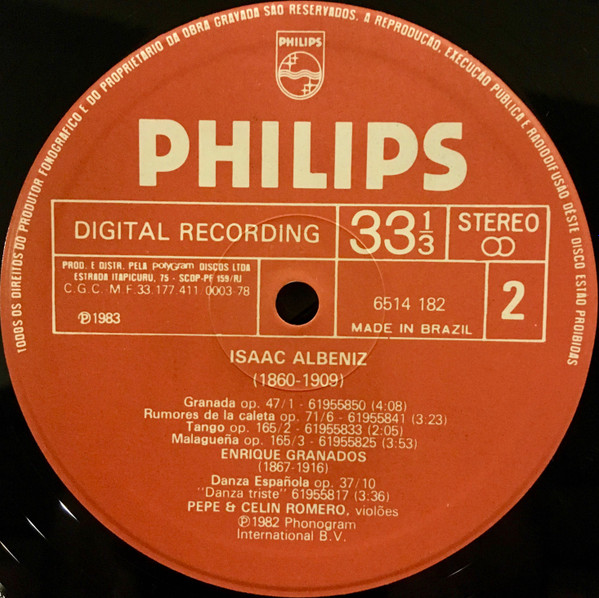 TODOS OS DIREITOS DO PRODUTOR FONOGRÁFICO E DO PROPRIETÁRIO DA OBRA GRAVADA SÃO RESERVADOS. A REPRODUÇÃO, EXECUÇÃO PÚBLICA E RADIODIFUSÃO DESTE DISCO ESTÃO PROIBIDAS
PHILIPS
PHILIPS
DIGITAL RECORDING
33 1/3
STEREO
PROD. E DISTR. PELA polyGram DISCOS LTDA
ESTRADA ITAPICURU, 75 - SCDP-PF 159/RJ
C.G.C. M.F. 33.177.411 0003-78
℗1983
6514 182
MADE IN BRAZIL
2
ISAAC ALBENIZ
(1860-1909)
Granada op. 47/1 - 61955850 (4:08)
Rumores de la caleta op. 71/6 - 61955841 (3:23)
Tango op. 165/2 - 61955833 (2:05)
Malagueña op. 165/3 - 61955825 (3:53)
ENRIQUE GRANADOS
(1867-1916)
Danza Española op. 37/10
"Danza triste" 61955817 (3:36)
PEPE & CELIN ROMERO, violões
℗1982 Phonogram
International B.V.